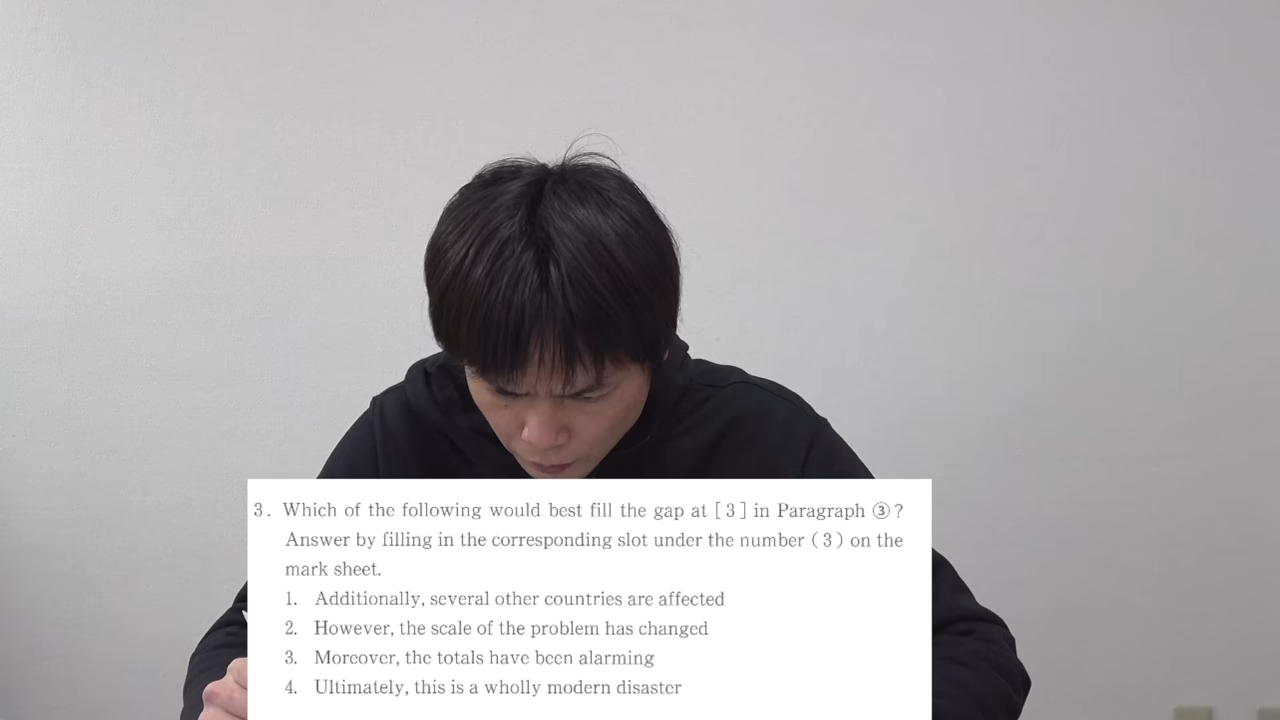 3. Which of the following would best fill the gap at [3] in Paragraph ③?
Answer by filling in the corresponding slot under the number (3) on the
mark sheet.
1. Additionally, several other countries are affected
2. However, the scale of the problem has changed
3. Moreover, the totals have been alarming
4. Ultimately, this is a wholly modern disaster